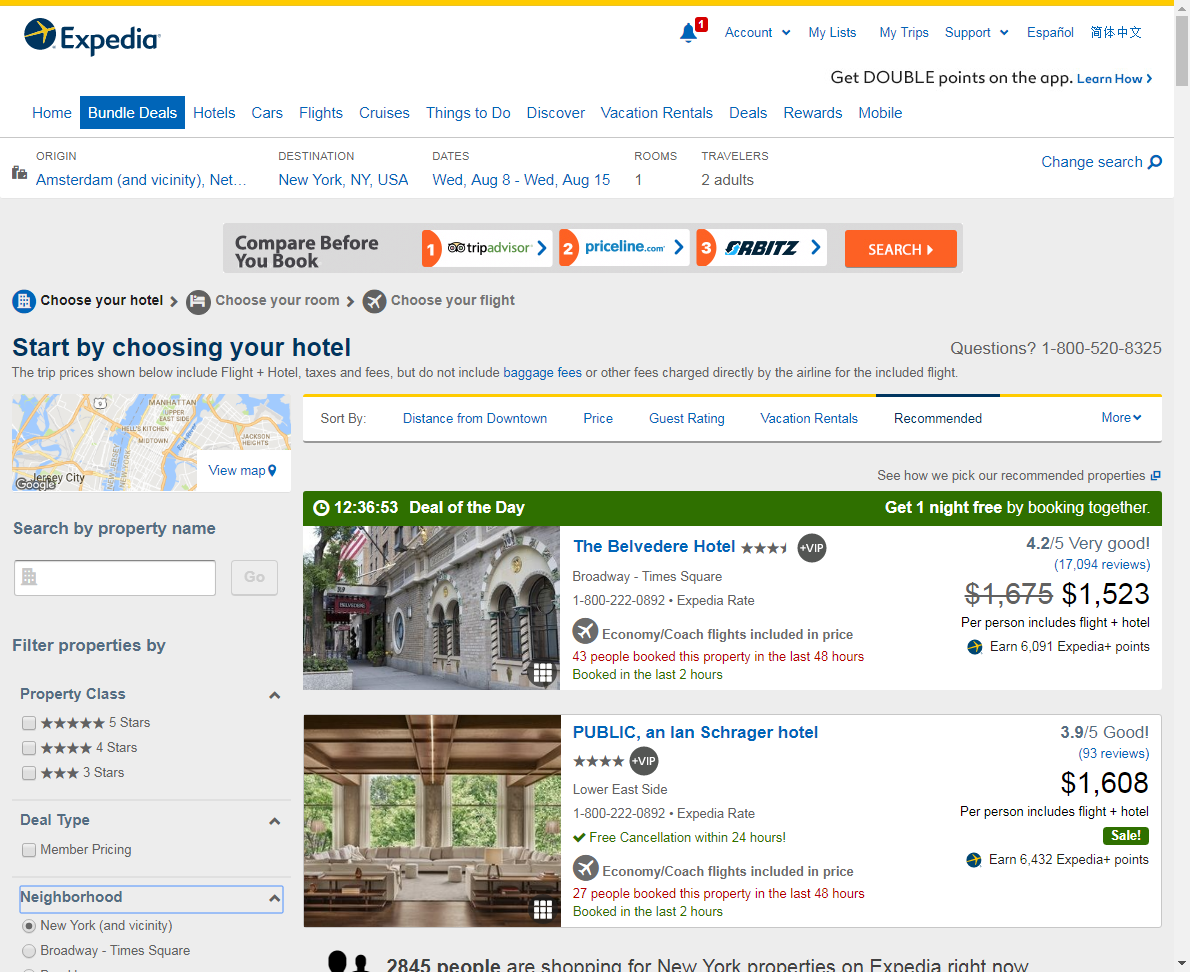 Expedia
1
Account
My Lists
My Trips
Support
Español
简体中文
Get DOUBLE points on the app. Learn How
Home
Bundle Deals
Hotels
Cars
Flights
Cruises
Things to Do
Discover
Vacation Rentals
Deals
Rewards
Mobile
ORIGIN
Amsterdam (and vicinity), Net...
DESTINATION
New York, NY, USA
DATES
Wed, Aug 8 - Wed, Aug 15
ROOMS
1
TRAVELERS
2 adults
Change search
Compare Before
You Book
1 tripadvisor
2 priceline.com
3 ORBITZ
SEARCH
Choose your hotel
Choose your room
Choose your flight
Start by choosing your hotel
Questions? 1-800-520-8325
The trip prices shown below include Flight + Hotel, taxes and fees, but do not include baggage fees or other fees charged directly by the airline for the included flight.
9
MANHATTAN
UPPER
EAST SIDE
HELL'S KITCHEN
MIDTOWN
JACKSON
HEIGHTS
NEW JERSEY
NEW YORK
East River
Jersey City
Google
View map
Sort By:
Distance from Downtown
Price
Guest Rating
Vacation Rentals
Recommended
More
See how we pick our recommended properties
Search by property name
Go
Filter properties by
Property Class
5 Stars
4 Stars
3 Stars
Deal Type
Member Pricing
Neighborhood
New York (and vicinity)
Broadway - Times Square
12:36:53 Deal of the Day
Get 1 night free by booking together.
319
BELVEDERE
The Belvedere Hotel
+VIP
Broadway - Times Square
1-800-222-0892 • Expedia Rate
Economy/Coach flights included in price
43 people booked this property in the last 48 hours
Booked in the last 2 hours
4.2/5 Very good!
(17,094 reviews)
$1,675 $1,523
Per person includes flight + hotel
Earn 6,091 Expedia+ points
PUBLIC, an Ian Schrager hotel
+VIP
Lower East Side
1-800-222-0892 • Expedia Rate
Free Cancellation within 24 hours!
Economy/Coach flights included in price
27 people booked this property in the last 48 hours
Booked in the last 2 hours
3.9/5 Good!
(93 reviews)
$1,608
Per person includes flight + hotel
Sale!
Earn 6,432 Expedia+ points
2845 people are shopping for New York properties on Expedia right now